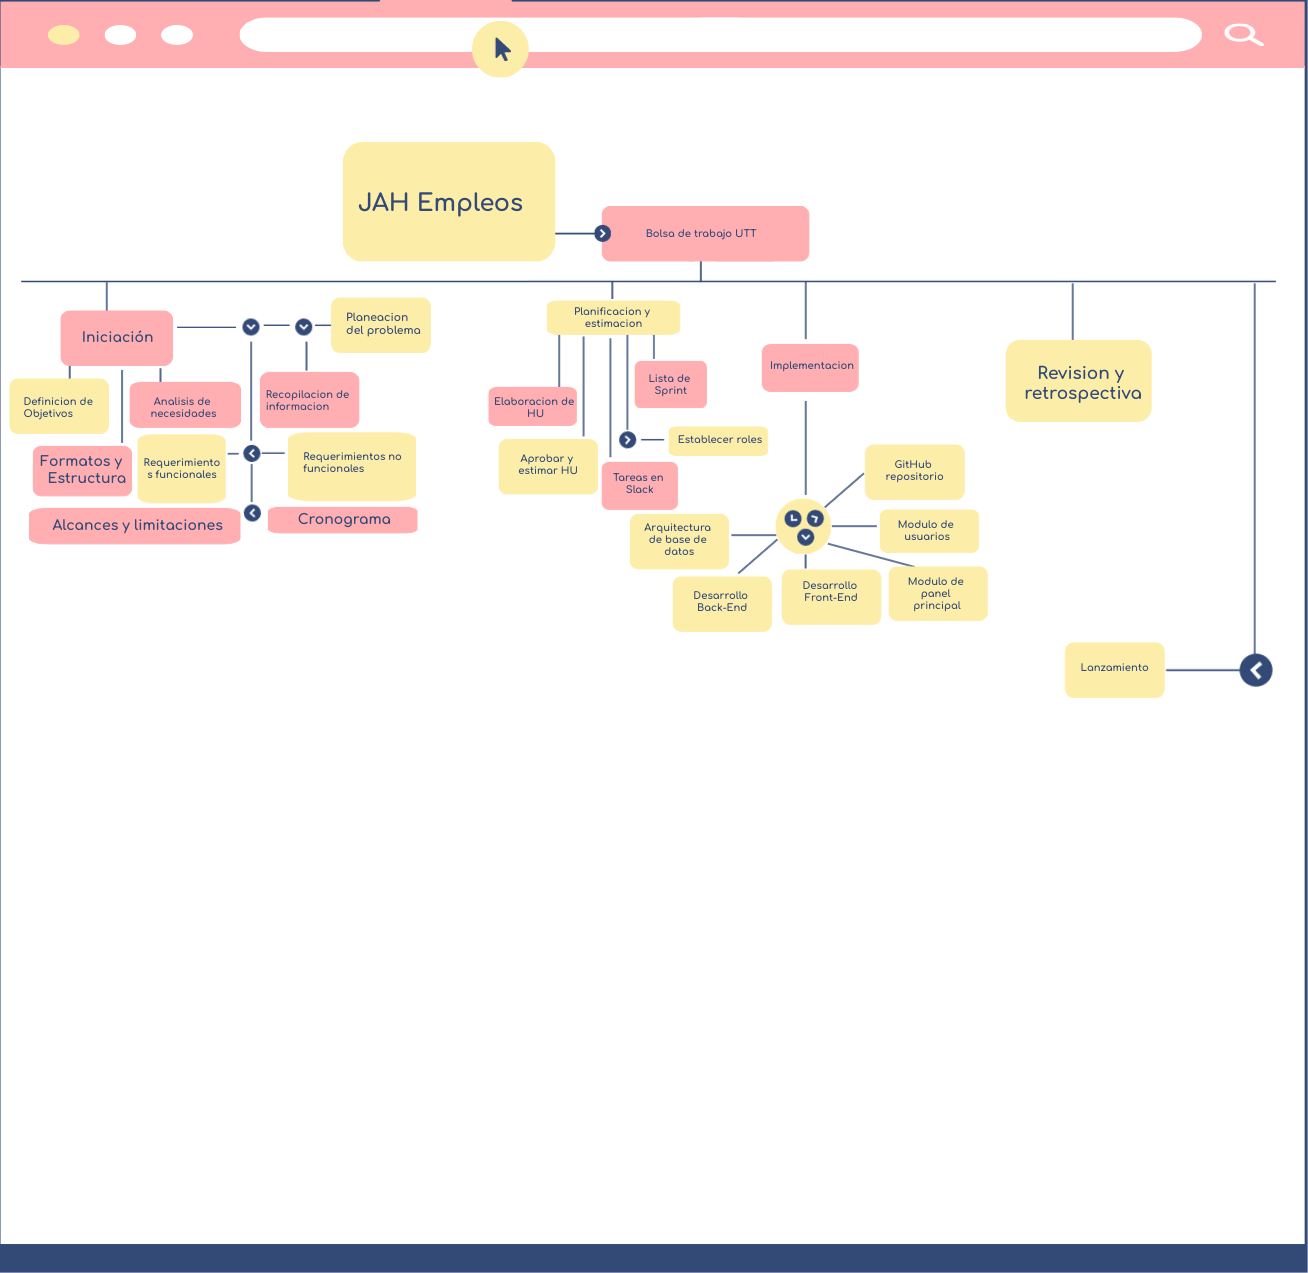 JAH Empleos
Bolsa de trabajo UTT
Iniciación
Planeacion
del problema
Definicion de
Objetivos
Analisis de
necesidades
Recopilacion de
informacion
Formatos y
Estructura
Requerimiento
s funcionales
Requerimientos no
funcionales
Alcances y limitaciones
Cronograma
Planificacion y
estimacion
Elaboracion de
HU
Lista de
Sprint
Aprobar y
estimar HU
Establecer roles
Tareas en
Slack
Implementacion
GitHub
repositorio
Arquitectura
de base de
datos
Modulo de
usuarios
Desarrollo
Back-End
Desarrollo
Front-End
Modulo de
panel
principal
Revision y
retrospectiva
Lanzamiento